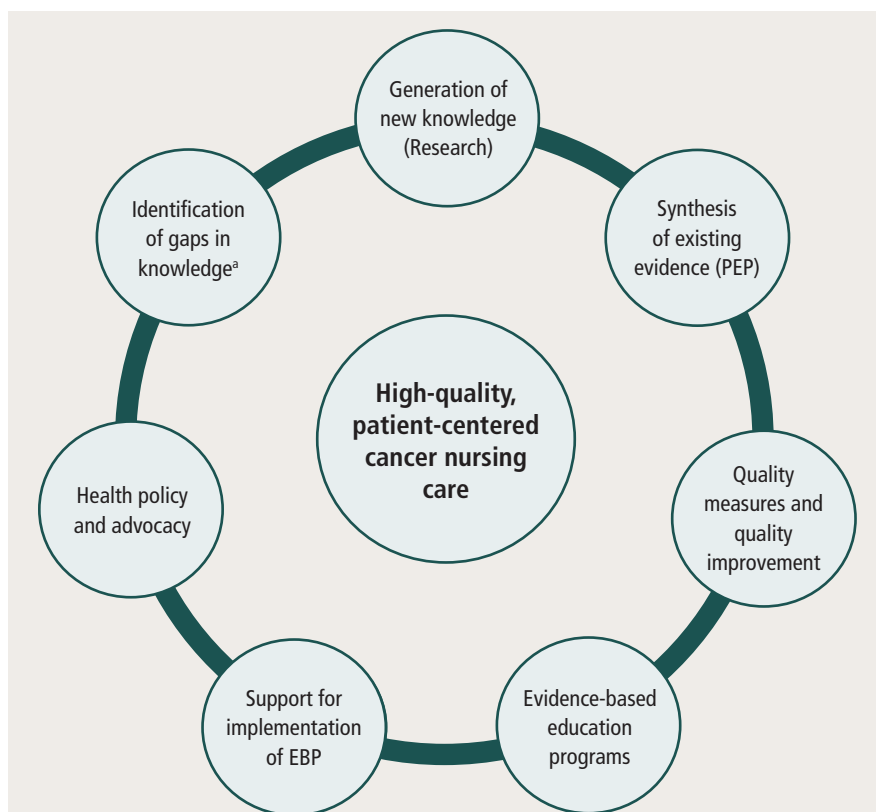 Generation of
new knowledge
(Research)
Synthesis
of existing
evidence (PEP)
Quality
measures and
quality
improvement
Evidence-based
education
programs
Support for
implementation
of EBP
Health policy
and advocacy
Identification
of gaps in
knowledgeᵃ
High-quality,
patient-centered
cancer nursing
care